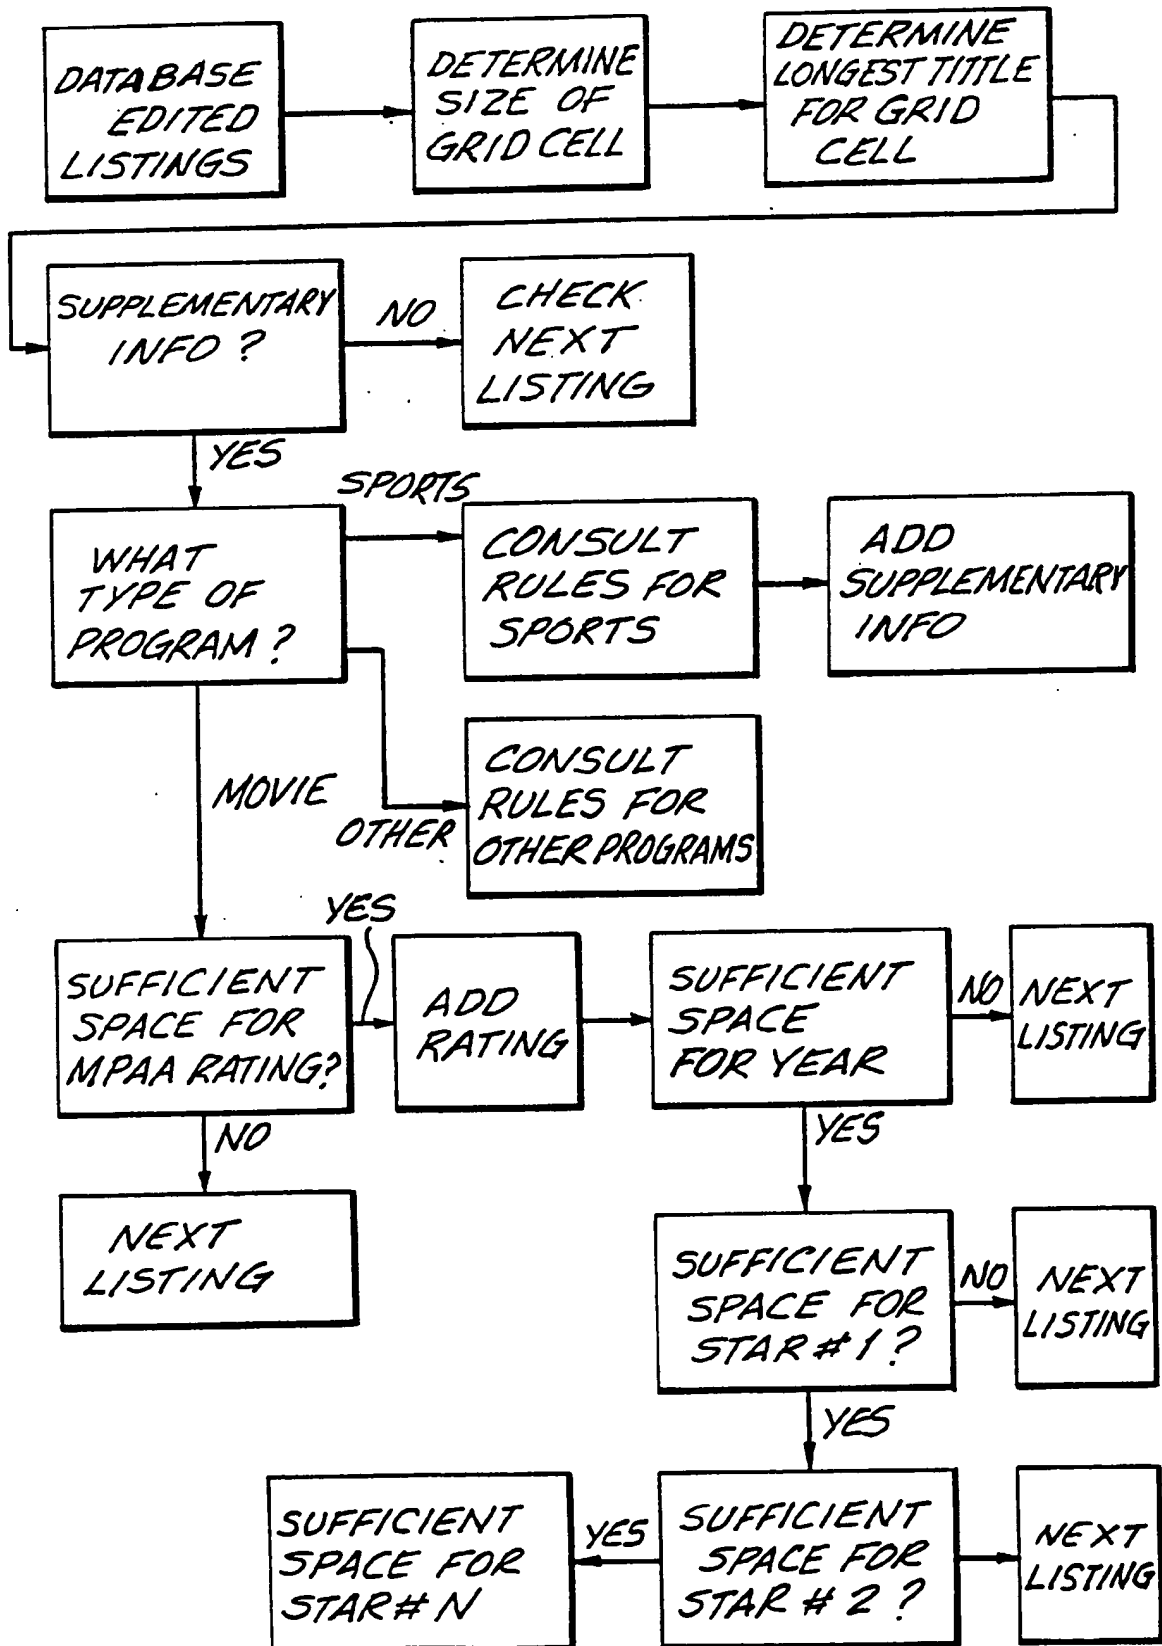 DATABASE
EDITED
LISTINGS
DETERMINE
SIZE OF
GRID CELL
DETERMINE
LONGEST TITTLE
FOR GRID
CELL
SUPPLEMENTARY
INFO ?
NO
CHECK
NEXT
LISTING
YES
WHAT
TYPE OF
PROGRAM ?
SPORTS
CONSULT
RULES FOR
SPORTS
ADD
SUPPLEMENTARY
INFO
OTHER
CONSULT
RULES FOR
OTHER PROGRAMS
MOVIE
SUFFICIENT
SPACE FOR
MPAA RATING?
YES
ADD
RATING
SUFFICIENT
SPACE
FOR YEAR
NO
NEXT
LISTING
NO
NEXT
LISTING
YES
SUFFICIENT
SPACE FOR
STAR # 1 ?
NO
NEXT
LISTING
YES
SUFFICIENT
SPACE FOR
STAR # 2 ?
NEXT
LISTING
YES
SUFFICIENT
SPACE FOR
STAR # N